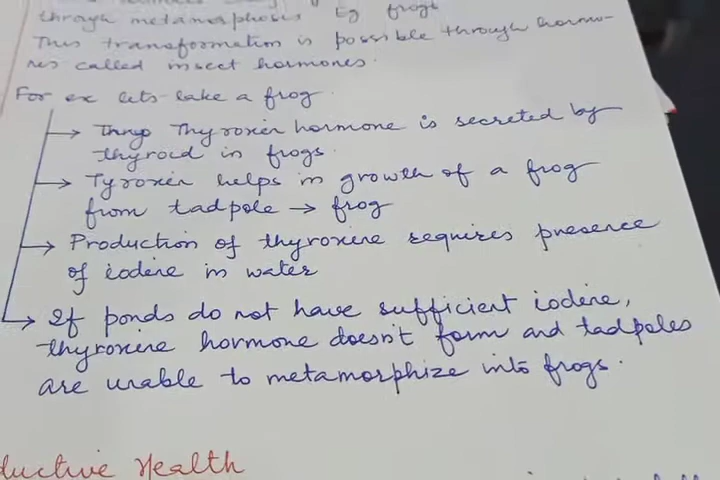 through metamorphosis Eg frogs
This transformation is possible through hormo-
nes called insect hormones.
For ex lets take a frog.
→ Thryo Thyroxin hormone is secreted by
thyroid in frogs.
→ Tyroxin helps in growth of a frog
from tadpole → frog
→ Production of thyroxine requires presence
of iodine in water
→ If ponds do not have sufficient iodine,
thyroxine hormone doesn't form and tadpoles
are unable to metamorphize into frogs.
ductive Health